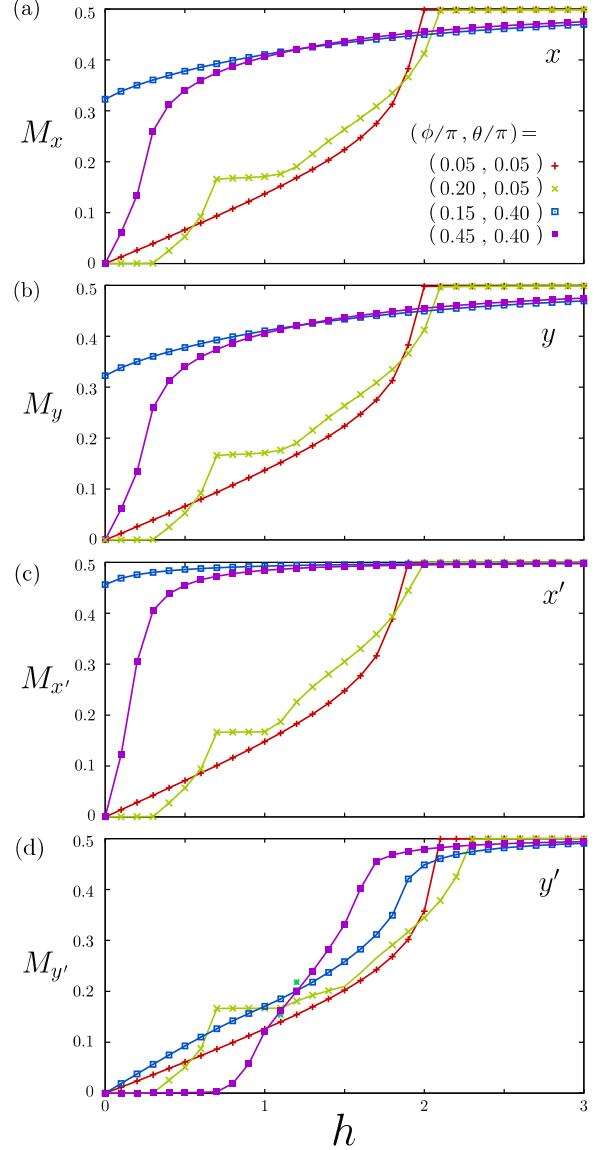 (a)
0.5
0.4
0.3
0.2
0.1
0
M_x
x
(ϕ/π , θ/π) =
(0.05 , 0.05)
(0.20 , 0.05)
(0.15 , 0.40)
(0.45 , 0.40)
(b)
0.5
0.4
0.3
0.2
0.1
0
M_y
y
(c)
0.5
0.4
0.3
0.2
0.1
0
M_x′
x′
(d)
0.5
0.4
0.3
0.2
0.1
0
M_y′
y′
0 1 2 3
h